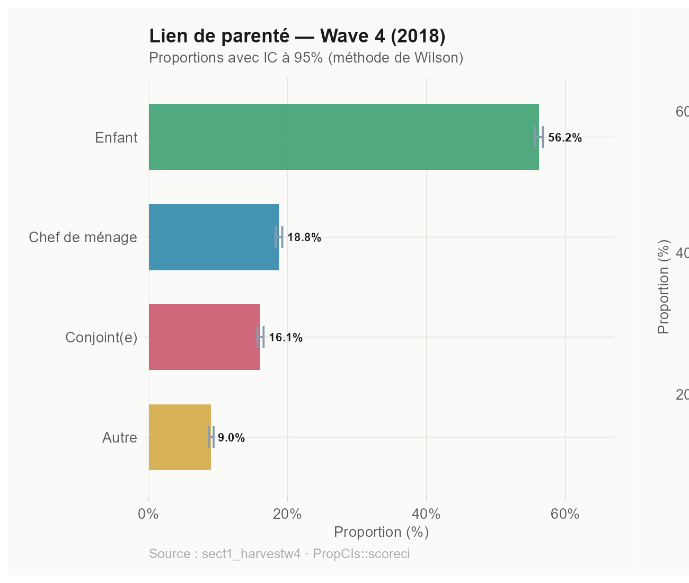 Lien de parenté — Wave 4 (2018)
Proportions avec IC à 95% (méthode de Wilson)
Enfant
56.2%
Chef de ménage
18.8%
Conjoint(e)
16.1%
Autre
9.0%
0%
20%
40%
60%
Proportion (%)
Source : sect1_harvestw4 · PropCIs::scoreci
60
40
20
Proportion (%)